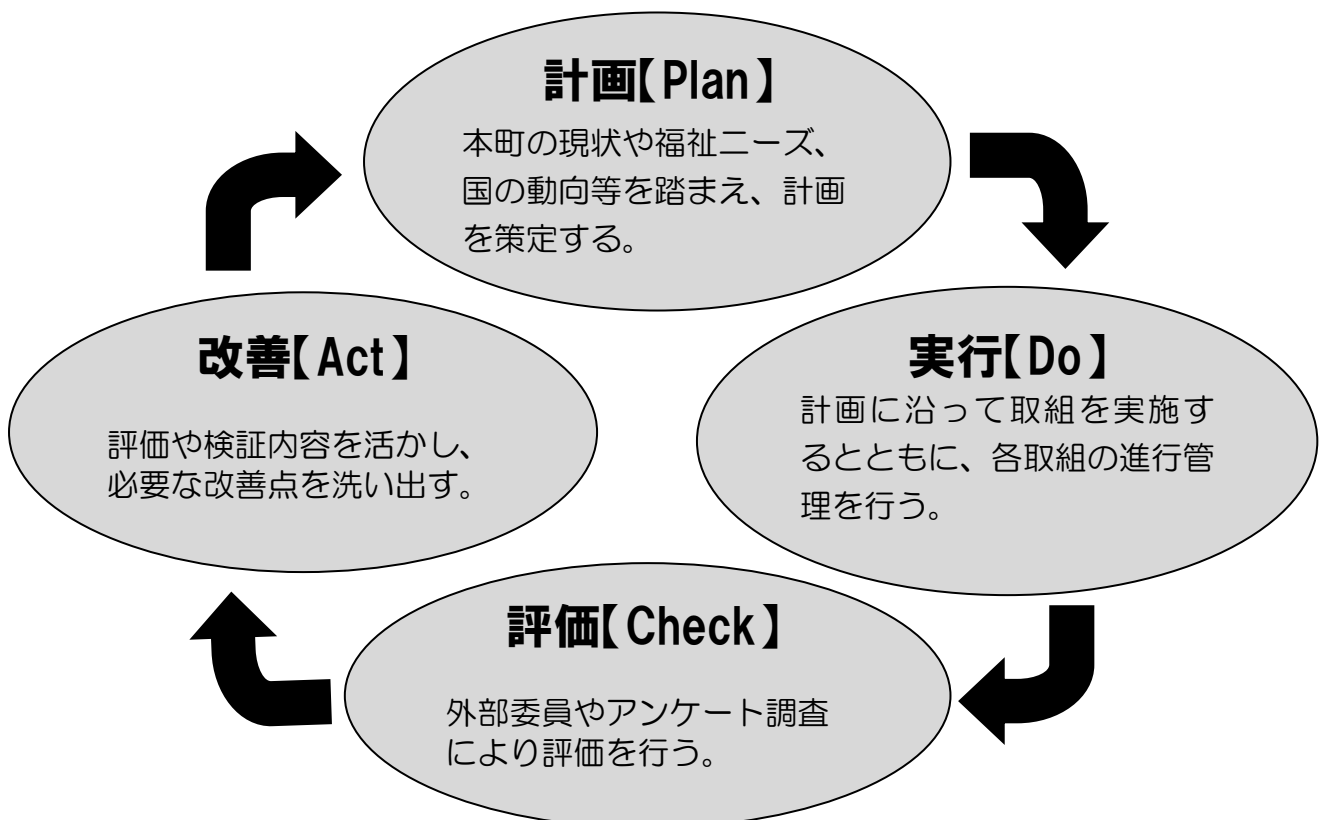 計画【Plan】
本町の現状や福祉ニーズ、
国の動向等を踏まえ、計画
を策定する。
実行【Do】
計画に沿って取組を実施す
るとともに、各取組の進行管
理を行う。
評価【Check】
外部委員やアンケート調査
により評価を行う。
改善【Act】
評価や検証内容を活かし、
必要な改善点を洗い出す。